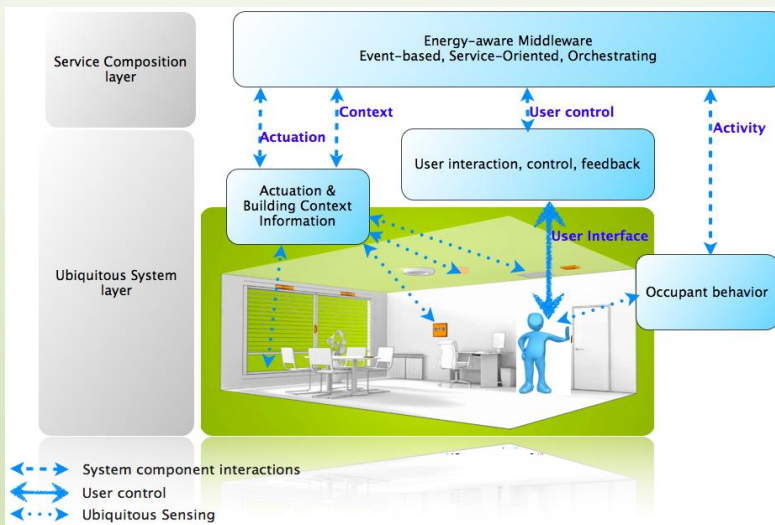 Service Composition
layer
Energy-aware Middleware
Event-based, Service-Oriented, Orchestrating
Actuation
Context
User control
Activity
Ubiquitous System
layer
Actuation &
Building Context
Information
User interaction, control, feedback
User Interface
Occupant behavior
System component interactions
User control
Ubiquitous Sensing